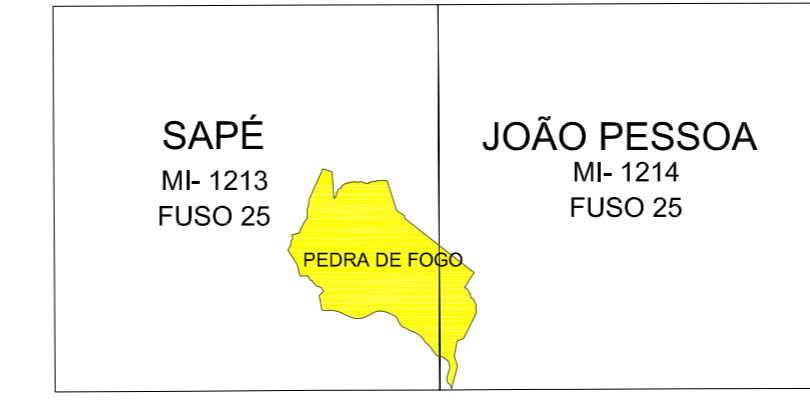 SAPÉ
MI- 1213
FUSO 25
JOÃO PESSOA
MI- 1214
FUSO 25
PEDRA DE FOGO